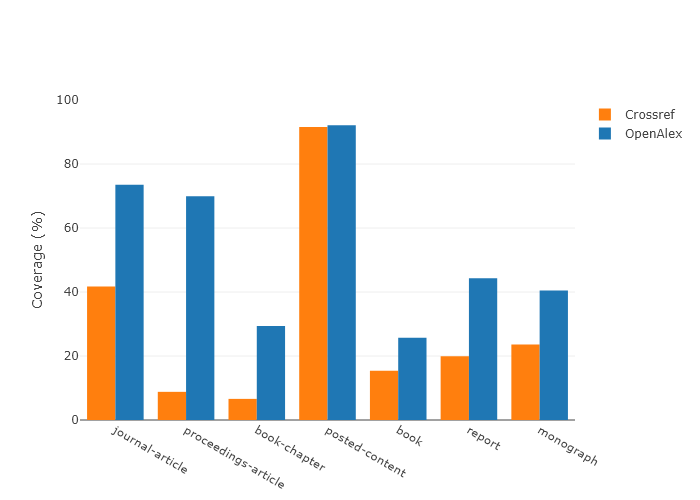 Crossref
OpenAlex
Coverage (%)
100
80
60
40
20
0
journal-article
proceedings-article
book-chapter
posted-content
book
report
monograph